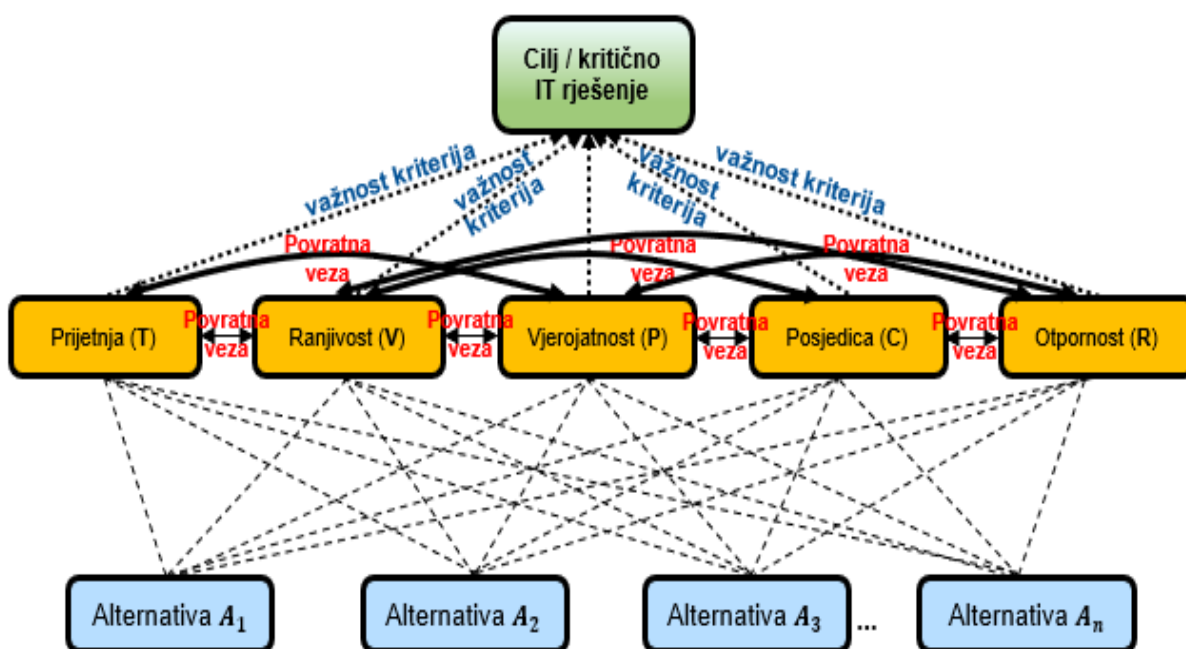 Cilj / kritično
IT rješenje
važnost kriterija
važnost
kriterija
važnost
kriterija
važnost kriterija
Povratna
veza
Povratna
veza
Povratna
veza
Prijetnja (T)
Povratna
veza
Ranjivost (V)
Povratna
veza
Vjerojatnost (P)
Povratna
veza
Posjedica (C)
Povratna
veza
Otpornost (R)
Alternativa A₁
Alternativa A₂
Alternativa A₃
...
Alternativa Aₙ